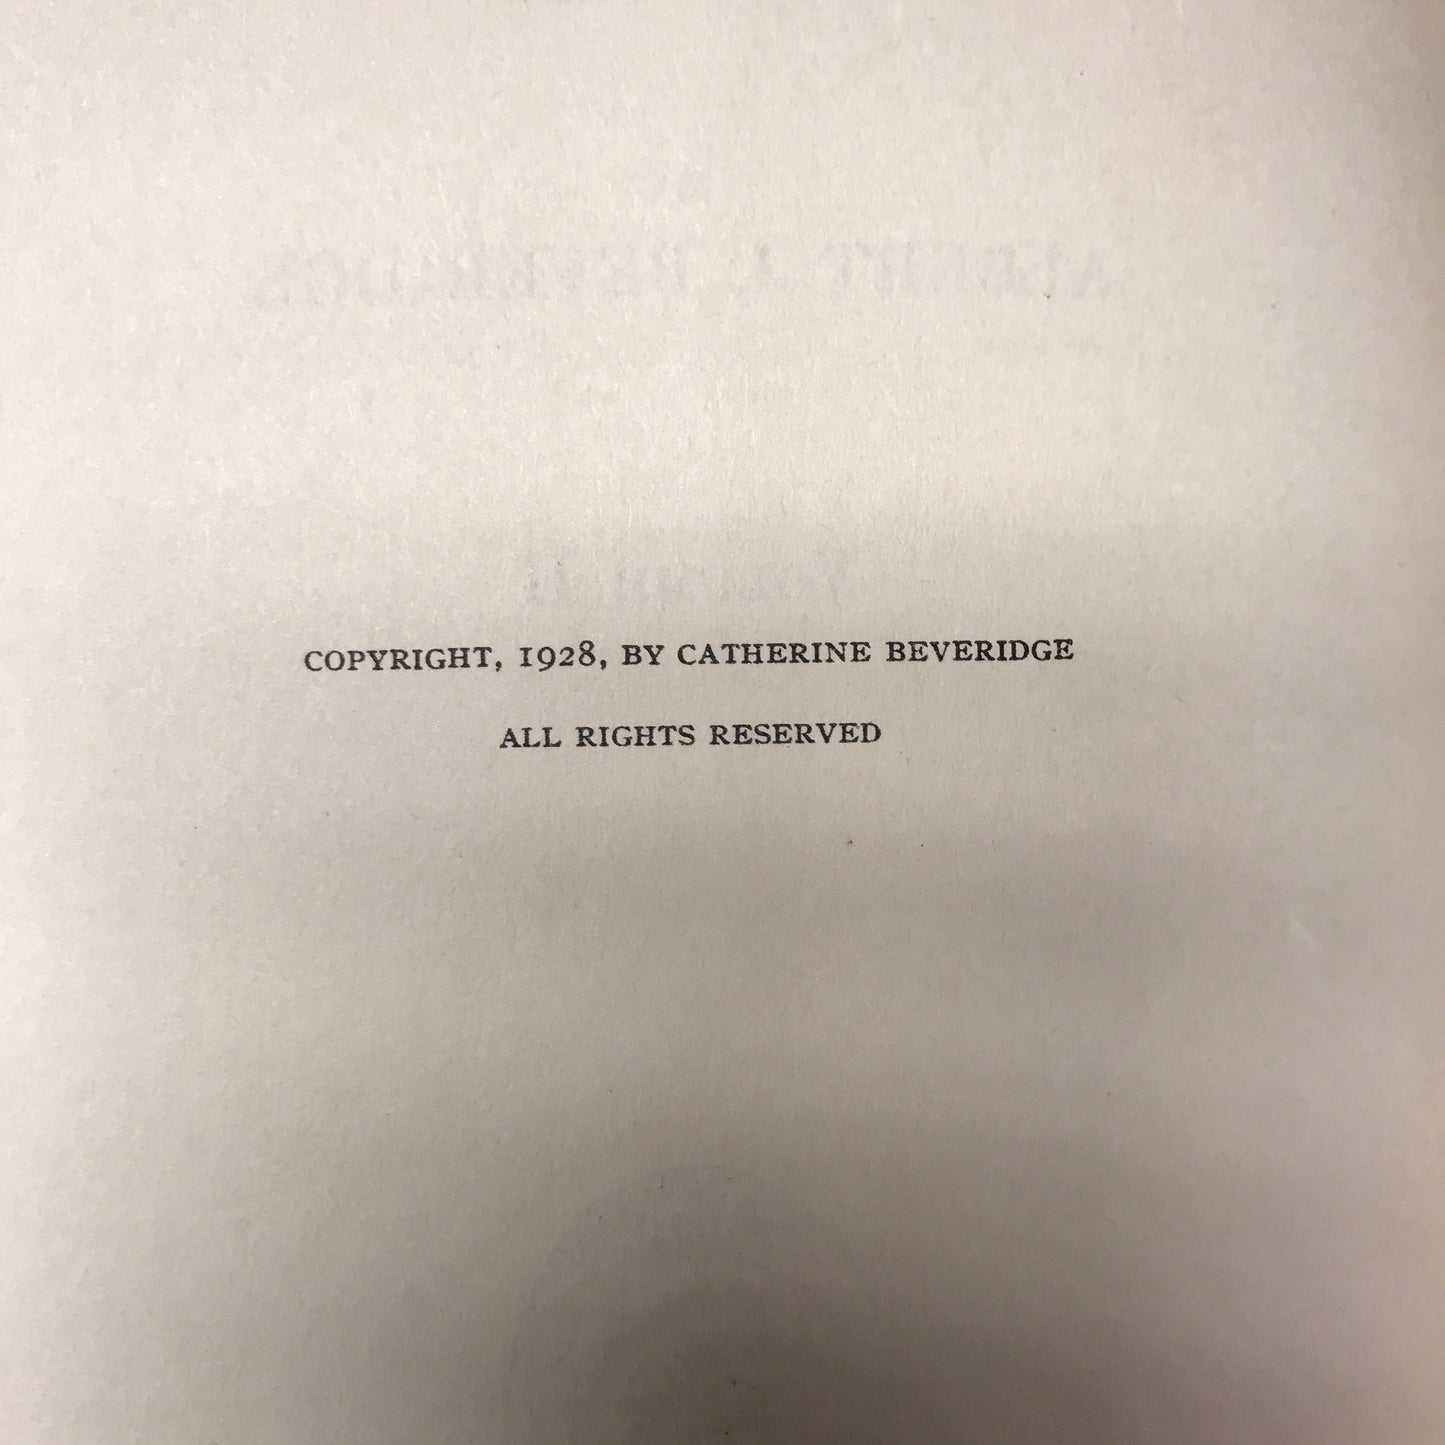 COPYRIGHT, 1928, BY CATHERINE BEVERIDGE
ALL RIGHTS RESERVED